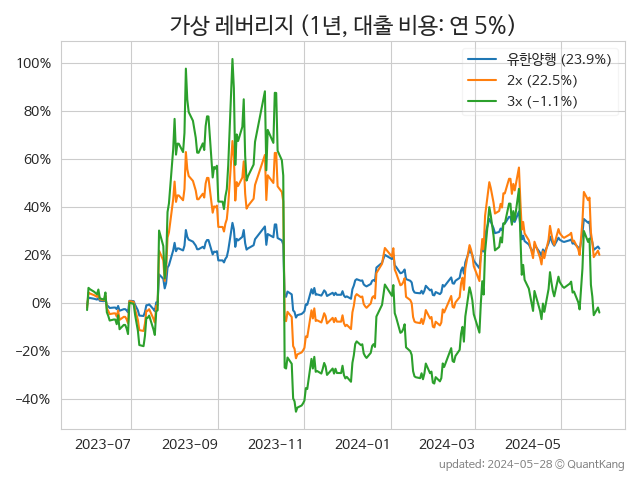 가상 레버리지 (1년, 대출 비용: 연 5%)
유한양행 (23.9%)
2x (22.5%)
3x (−1.1%)
100%
80%
60%
40%
20%
0%
−20%
−40%
2023-07 2023-09 2023-11 2024-01 2024-03 2024-05
updated: 2024-05-28 © QuantKang